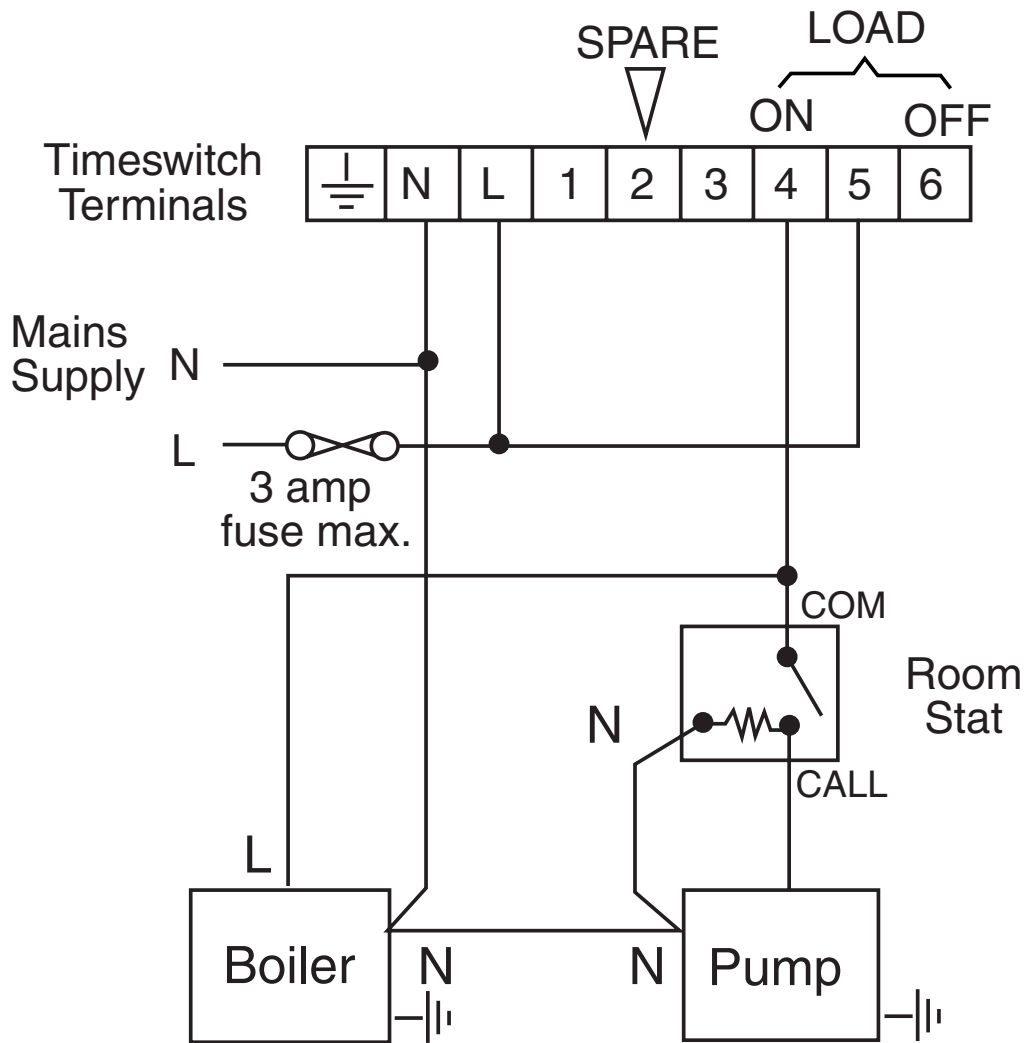 SPARE
LOAD
ON
OFF
Timeswitch
Terminals
N L 1 2 3 4 5 6
Mains
Supply N
L
3 amp
fuse max.
COM
Room
Stat
N
CALL
L
Boiler
N
N
Pump